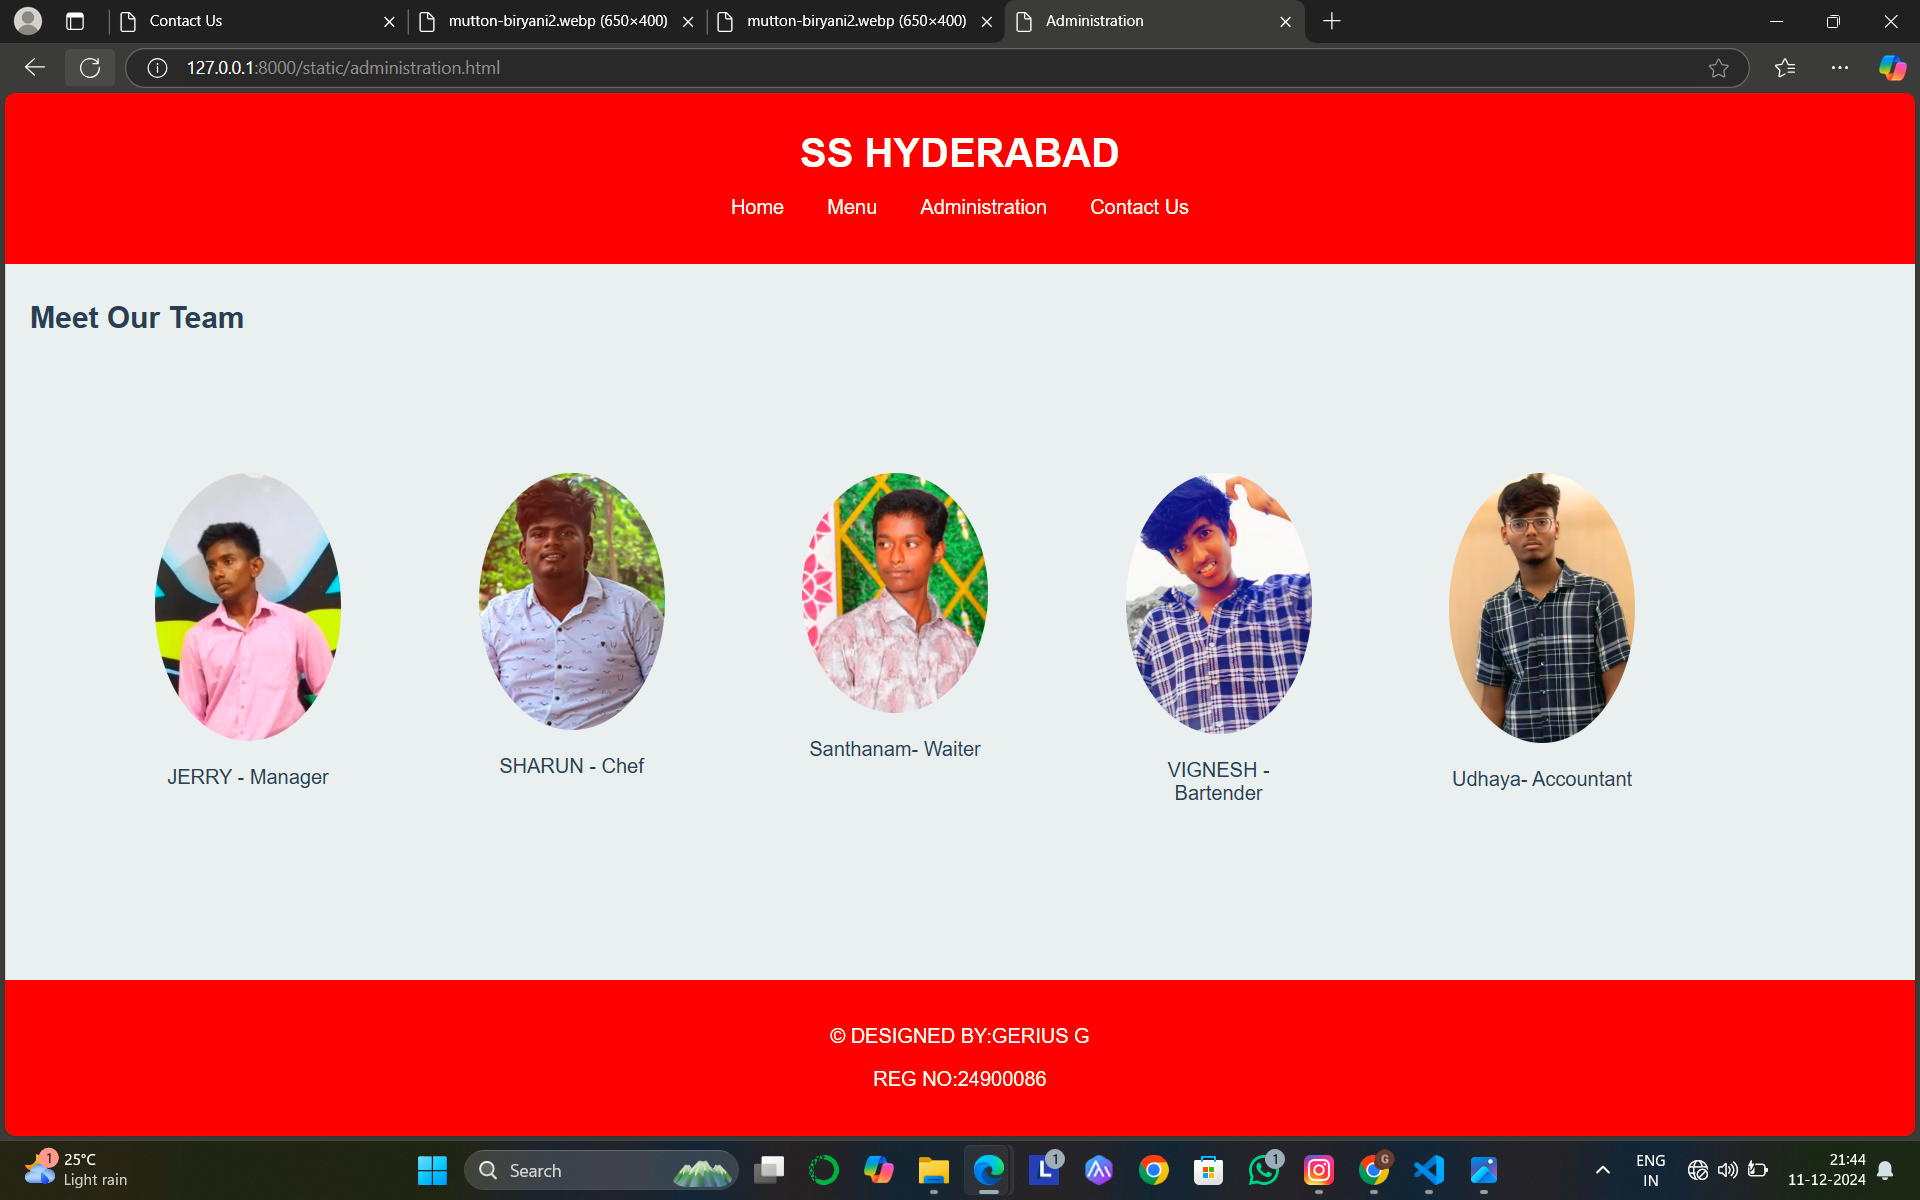 Contact Us
mutton-biryani2.webp (650×400)
mutton-biryani2.webp (650×400)
Administration
127.0.0.1:8000/static/administration.html
SS HYDERABAD
Home Menu Administration Contact Us
Meet Our Team
JERRY - Manager
SHARUN - Chef
Santhanam- Waiter
VIGNESH -
Bartender
Udhaya- Accountant
© DESIGNED BY:GERIUS G
REG NO:24900086
1
25°C
Light rain
Search
L
1
1
G
ENG
IN
21:44
11-12-2024